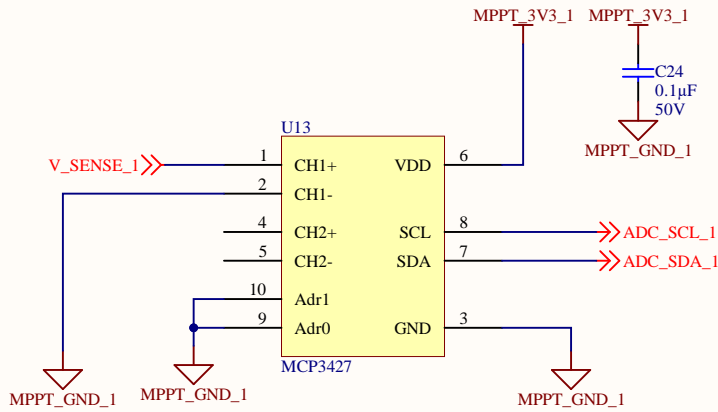 MPPT_3V3_1
MPPT_3V3_1
C24
0.1µF
50V
MPPT_GND_1
U13
V_SENSE_1
1
CH1+
VDD
6
2
CH1-
4
CH2+
SCL
8
ADC_SCL_1
5
CH2-
SDA
7
ADC_SDA_1
10
Adr1
9
Adr0
GND
3
MCP3427
MPPT_GND_1
MPPT_GND_1
MPPT_GND_1